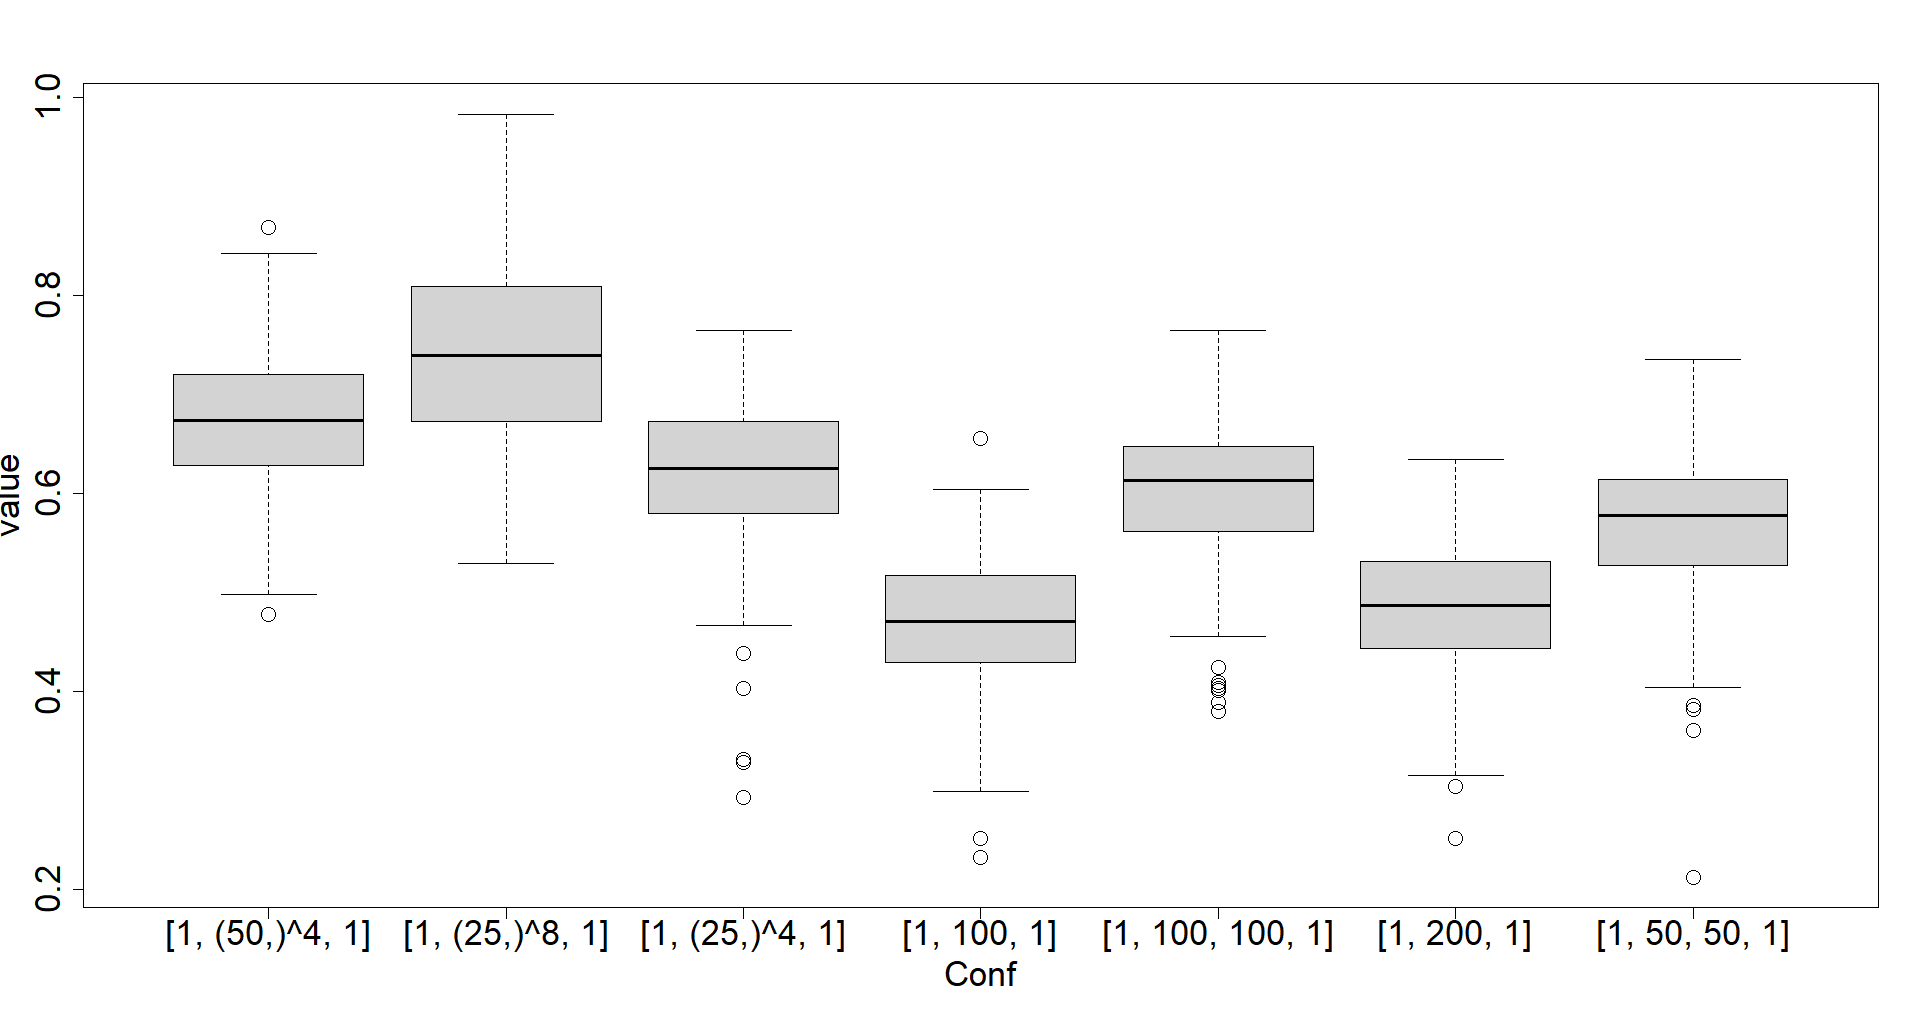 value
1.0
0.8
0.6
0.4
0.2
[1, (50,)^4, 1] [1, (25,)^8, 1] [1, (25,)^4, 1] [1, 100, 1] [1, 100, 100, 1] [1, 200, 1] [1, 50, 50, 1]
Conf